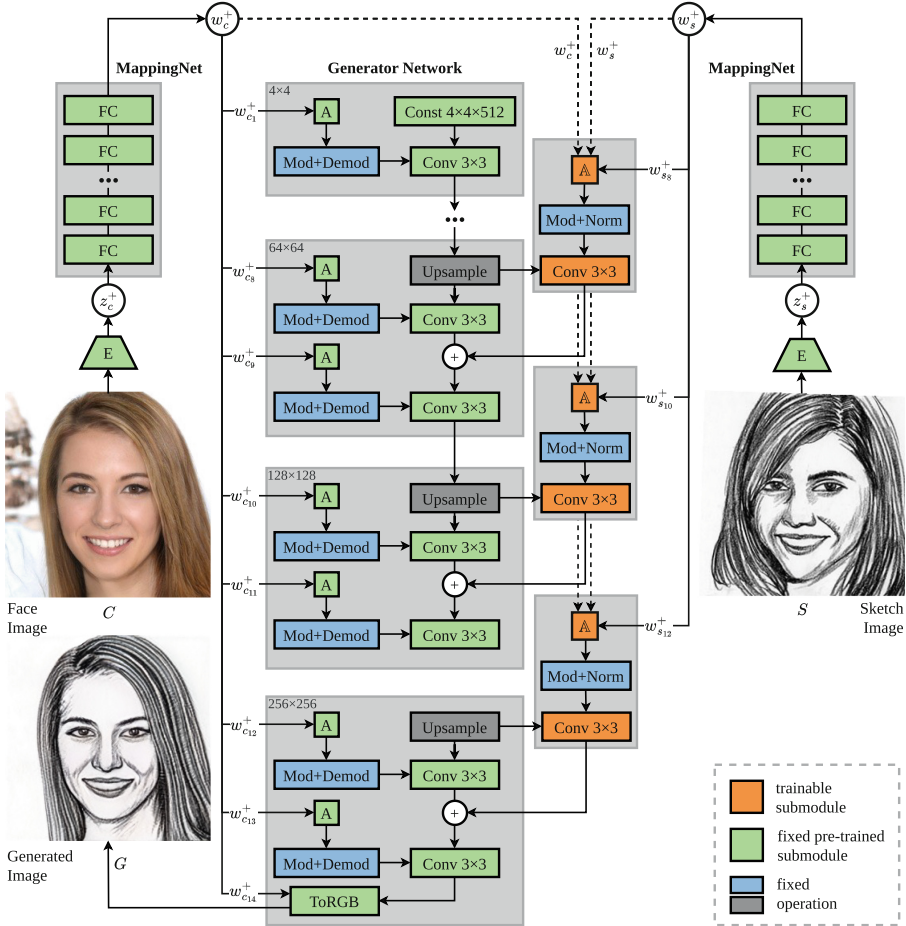 w_c^+
w_s^+
w_c^+ w_s^+
MappingNet
Generator Network
MappingNet
FC
FC
•••
FC
FC
z_c^+
E
Face
Image
C
Generated
Image
G
4×4
w_{c_1}^+
A
Const 4×4×512
Mod+Demod
Conv 3×3
•••
64×64
w_{c_8}^+
A
Upsample
Mod+Demod
Conv 3×3
w_{c_9}^+
A
+
Mod+Demod
Conv 3×3
128×128
w_{c_{10}}^+
A
Upsample
Mod+Demod
Conv 3×3
w_{c_{11}}^+
A
+
Mod+Demod
Conv 3×3
256×256
w_{c_{12}}^+
A
Upsample
Mod+Demod
Conv 3×3
w_{c_{13}}^+
A
+
Mod+Demod
Conv 3×3
w_{c_{14}}^+
ToRGB
𝔸
w_{s_8}^+
Mod+Norm
Conv 3×3
𝔸
w_{s_{10}}^+
Mod+Norm
Conv 3×3
𝔸
w_{s_{12}}^+
Mod+Norm
Conv 3×3
FC
FC
•••
FC
FC
z_s^+
E
S
Sketch
Image
trainable
submodule
fixed pre-trained
submodule
fixed
operation